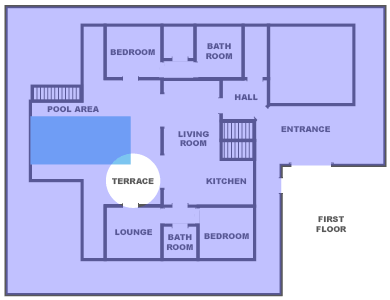 BEDROOM
BATH
ROOM
HALL
POOL AREA
ENTRANCE
LIVING
ROOM
TERRACE
KITCHEN
LOUNGE
BATH
ROOM
BEDROOM
FIRST
FLOOR